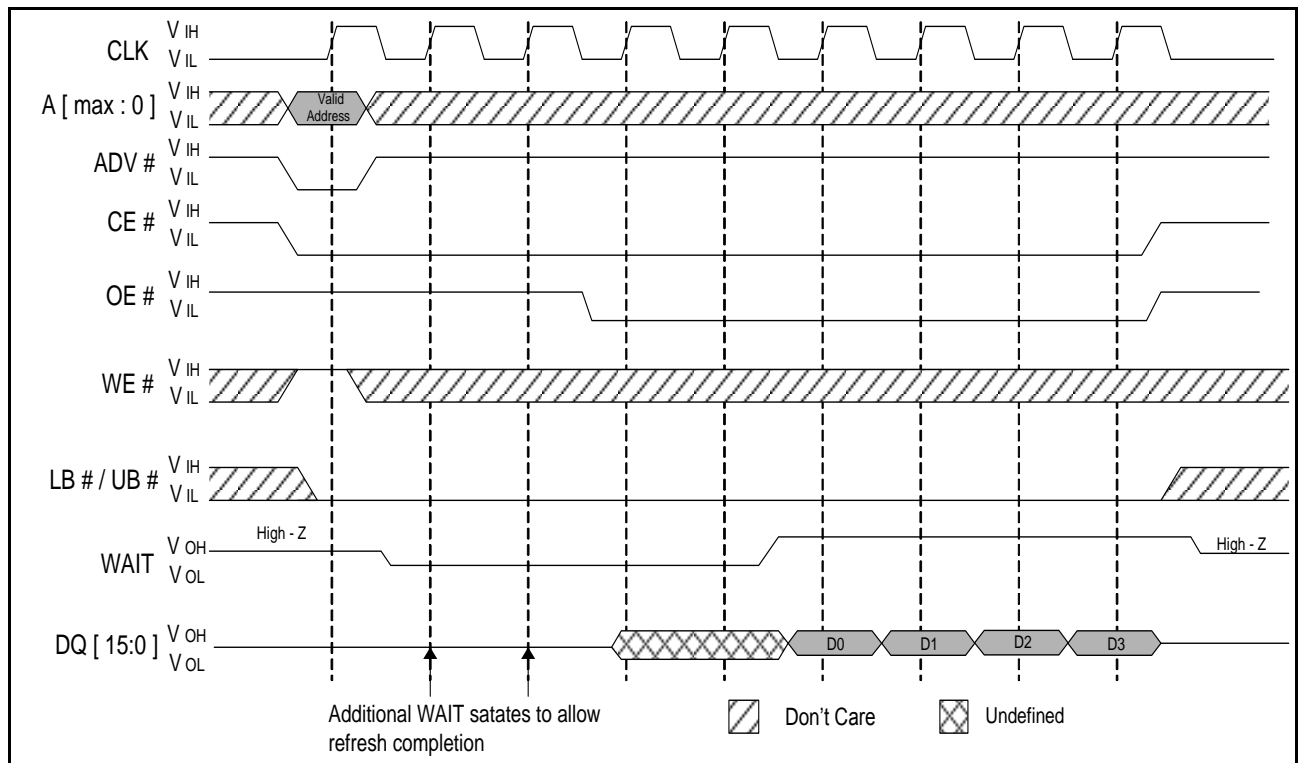 CLK V IH
V IL
A [ max : 0 ] V IH
V IL
Valid
Address
ADV # V IH
V IL
CE # V IH
V IL
OE # V IH
V IL
WE # V IH
V IL
LB # / UB # V IH
V IL
WAIT V OH
V OL
High - Z
High - Z
DQ [ 15:0 ] V OH
V OL
D0 D1 D2 D3
Additional WAIT satates to allow
refresh completion
Don't Care
Undefined